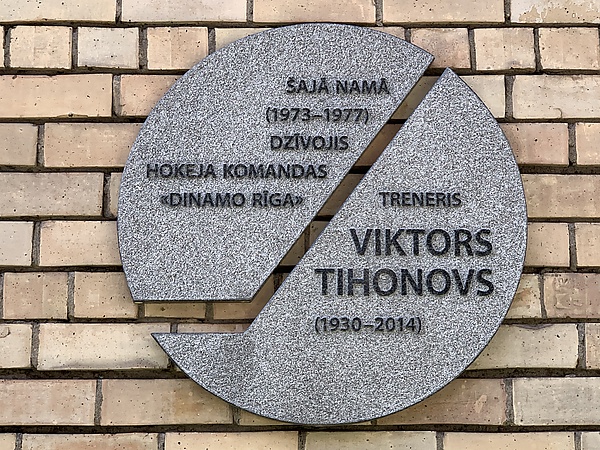 ŠAJĀ NAMĀ
(1973–1977)
DZĪVOJIS
HOKEJA KOMANDAS
«DINAMO RĪGA»
TRENERIS
VIKTORS
TIHONOVS
(1930–2014)